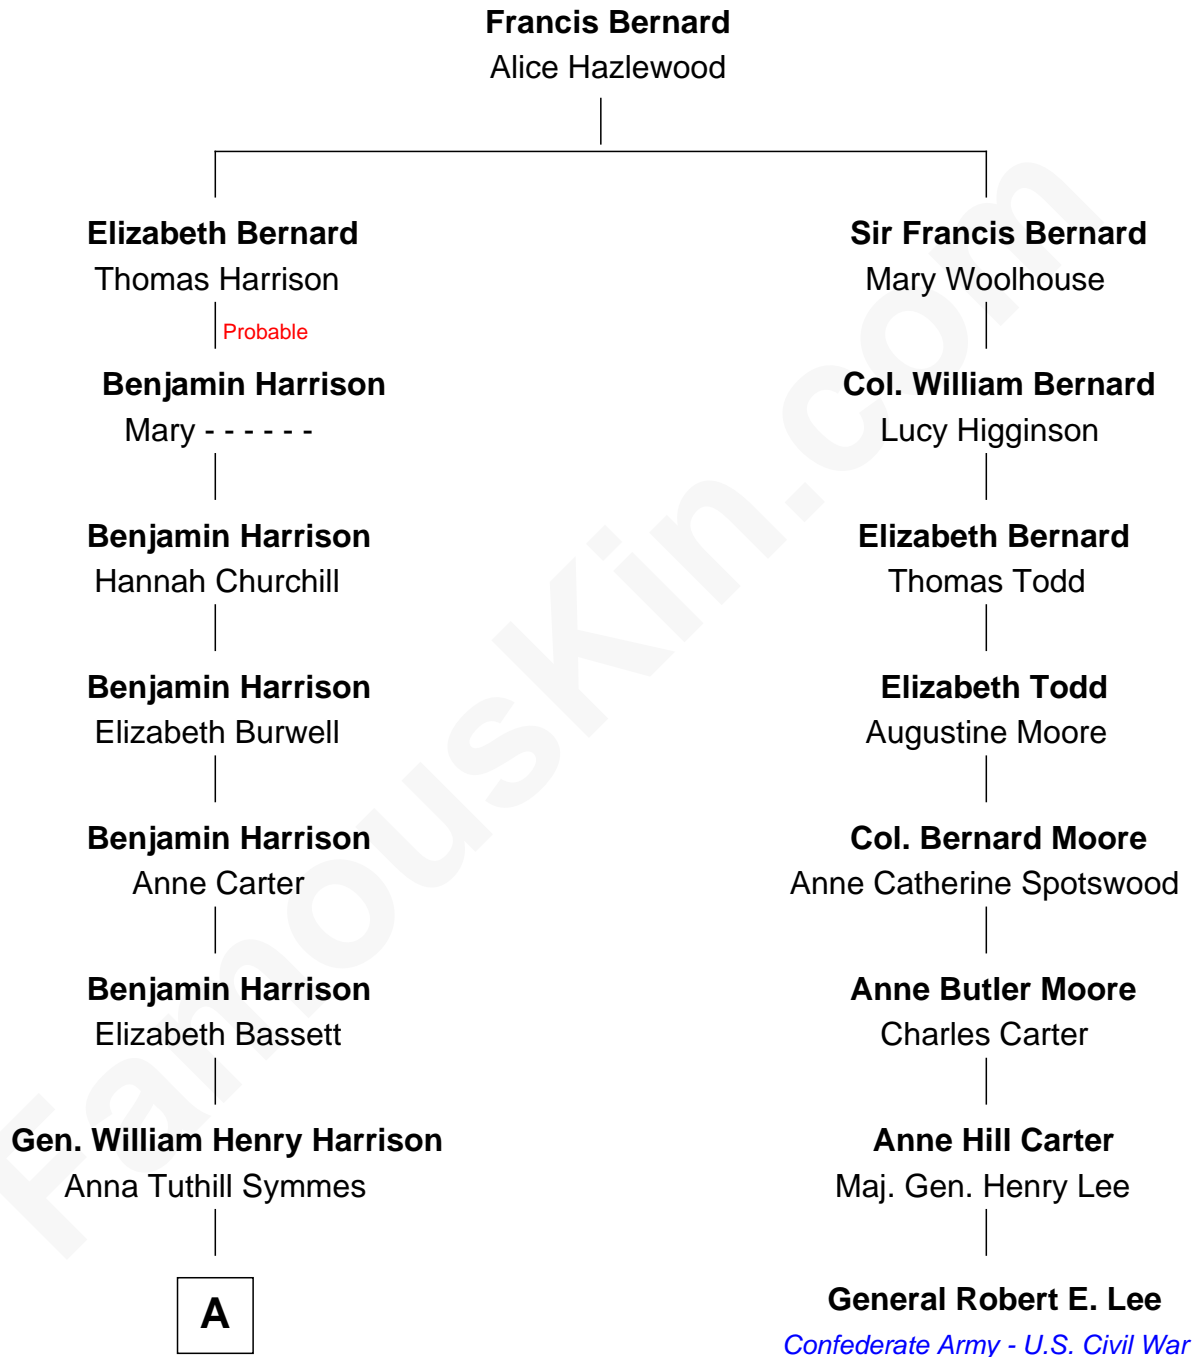 Francis Bernard
Alice Hazlewood
Elizabeth Bernard
Thomas Harrison
Probable
Benjamin Harrison
Mary - - - - - -
Benjamin Harrison
Hannah Churchill
Benjamin Harrison
Elizabeth Burwell
Benjamin Harrison
Anne Carter
Benjamin Harrison
Elizabeth Bassett
Gen. William Henry Harrison
Anna Tuthill Symmes
A
Sir Francis Bernard
Mary Woolhouse
Col. William Bernard
Lucy Higginson
Elizabeth Bernard
Thomas Todd
Elizabeth Todd
Augustine Moore
Col. Bernard Moore
Anne Catherine Spotswood
Anne Butler Moore
Charles Carter
Anne Hill Carter
Maj. Gen. Henry Lee
General Robert E. Lee
Confederate Army - U.S. Civil War
FamousKin.com